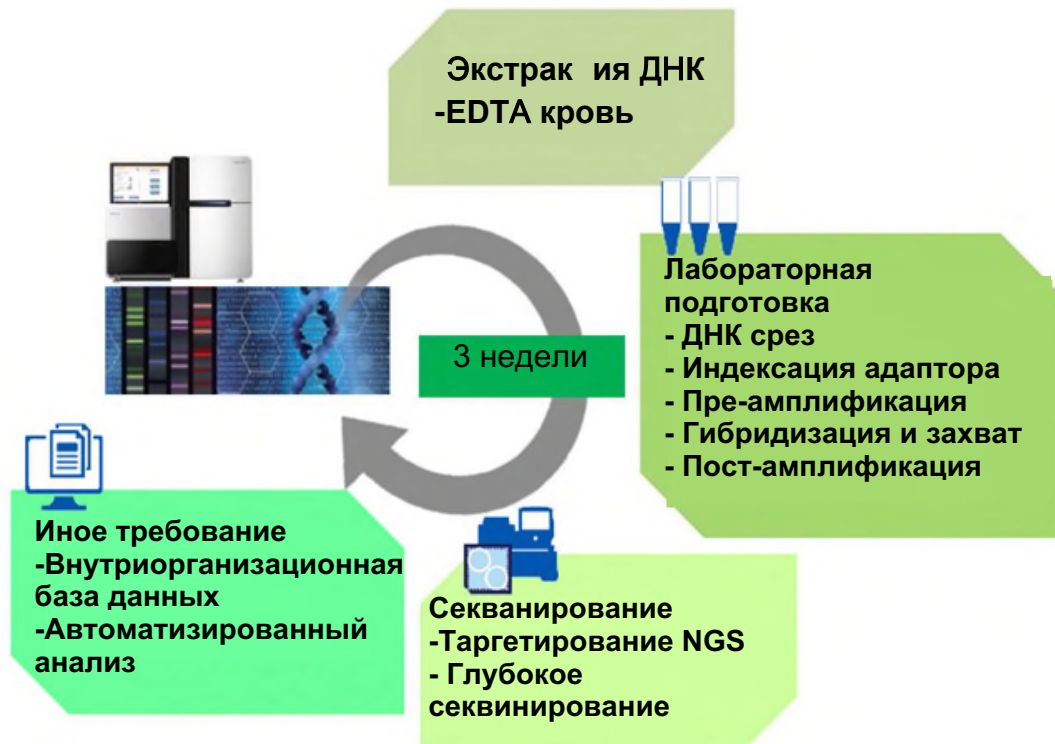 Экстрак ия ДНК
-EDTA кровь
Лабораторная
подготовка
- ДНК срез
- Индексация адаптора
- Пре-амплификация
- Гибридизация и захват
- Пост-амплификация
3 недели
Иное требование
-Внутриорганизационная
база данных
-Автоматизированный
анализ
Секванирование
-Таргетирование NGS
- Глубокое
секвинирование